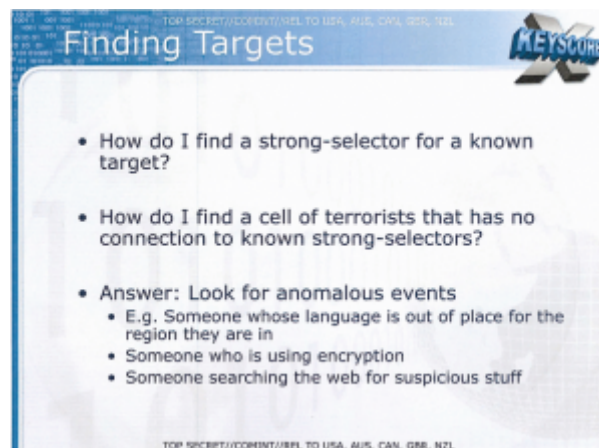 TOP SECRET//COMINT//REL TO USA, AUS, CAN, GBR, NZL
Finding Targets
X
KEYSCORE
• How do I find a strong-selector for a known
target?
• How do I find a cell of terrorists that has no
connection to known strong-selectors?
• Answer: Look for anomalous events
• E.g. Someone whose language is out of place for the
region they are in
• Someone who is using encryption
• Someone searching the web for suspicious stuff
TOP SECRET//COMINT//REL TO USA, AUS, CAN, GBR, NZL